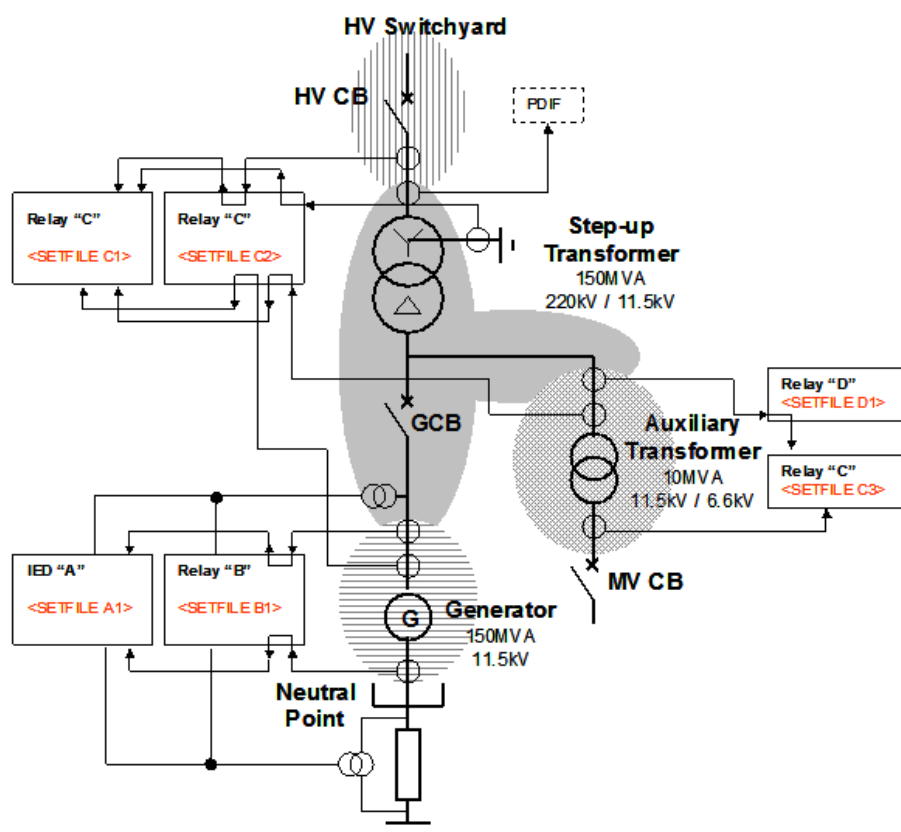 HV Switchyard
HV CB
PDIF
Relay “C”
<SETFILE C1>
Relay “C”
<SETFILE C2>
Step-up
Transformer
150MVA
220kV / 11.5kV
GCB
Relay “D”
<SETFILE D1>
Auxiliary
Transformer
10MVA
11.5kV / 6.6kV
Relay “C”
<SETFILE C3>
MV CB
IED “A”
<SETFILE A1>
Relay “B”
<SETFILE B1>
G
Generator
150MVA
11.5kV
Neutral
Point